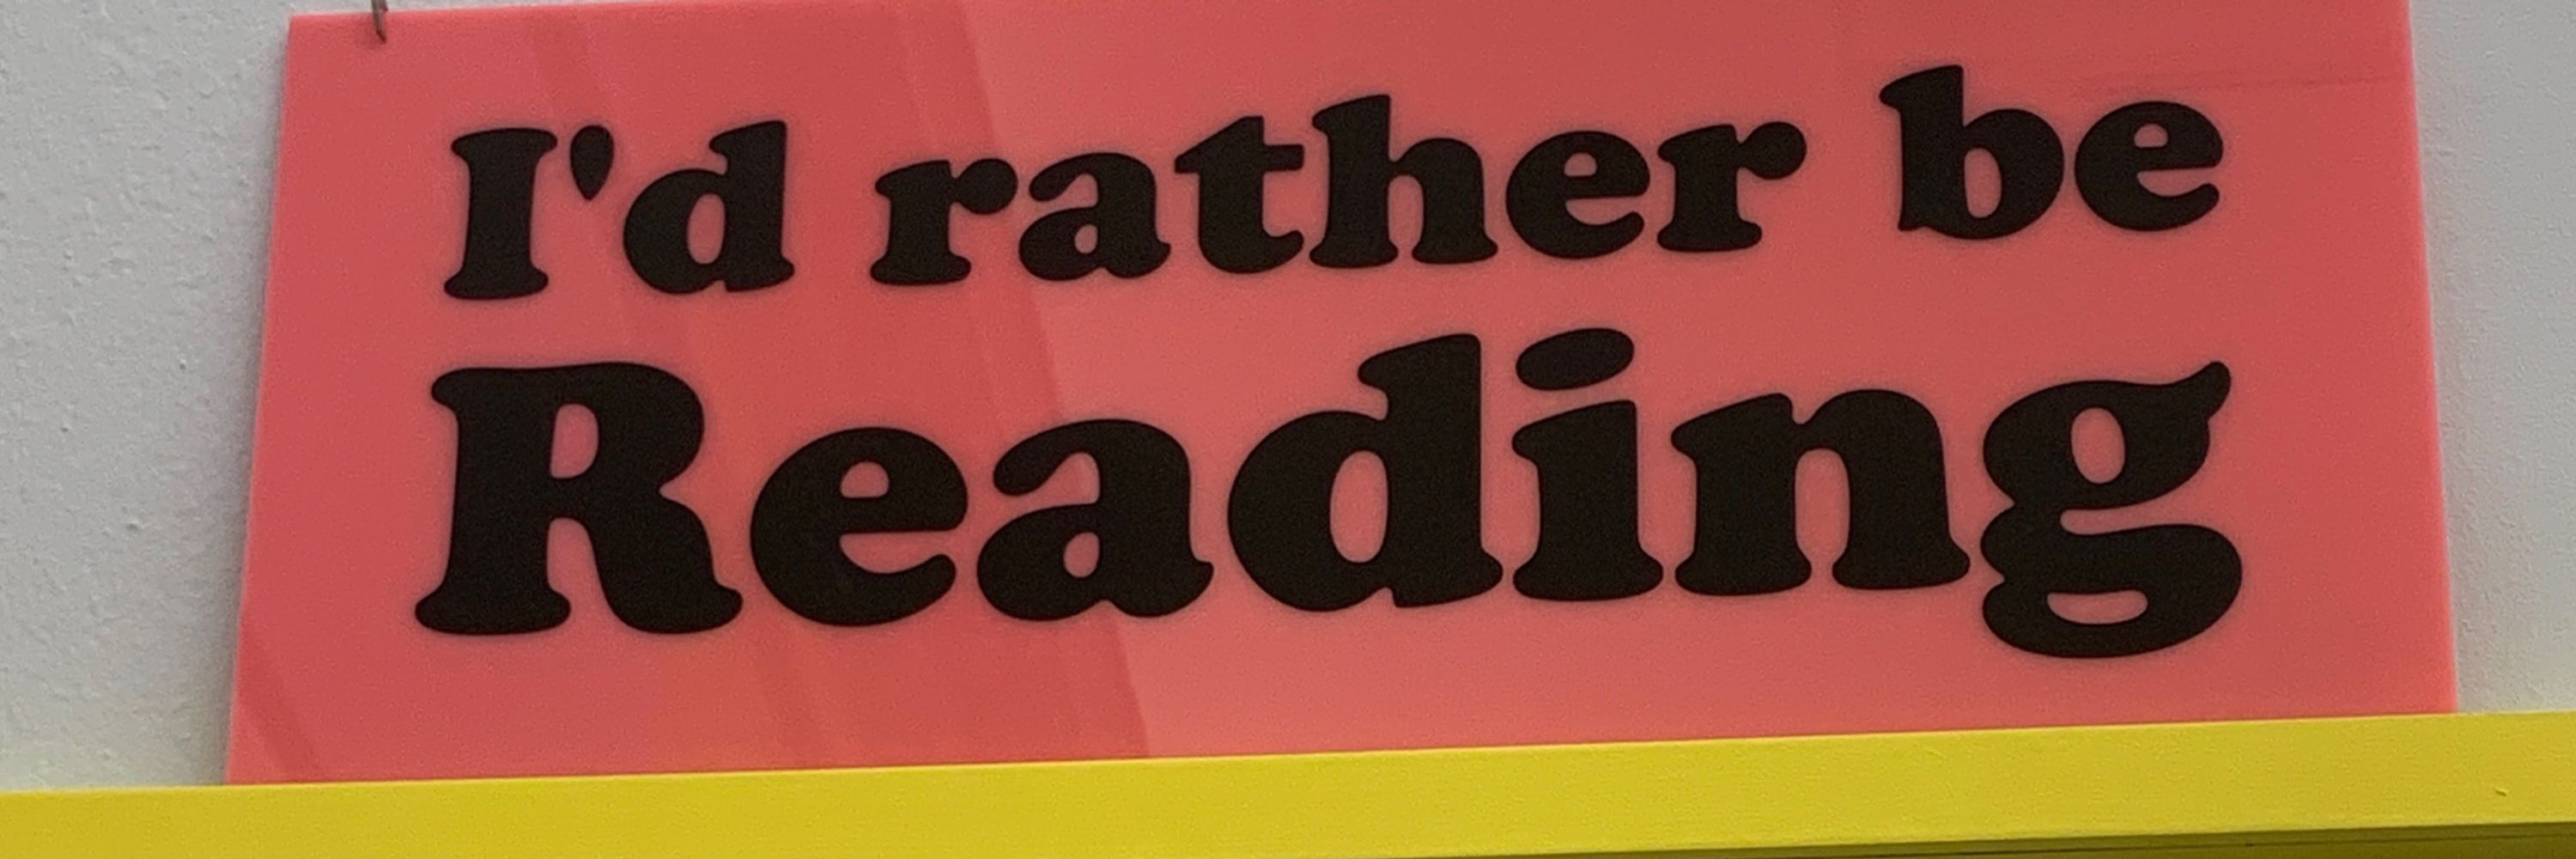 I'd rather be
Reading